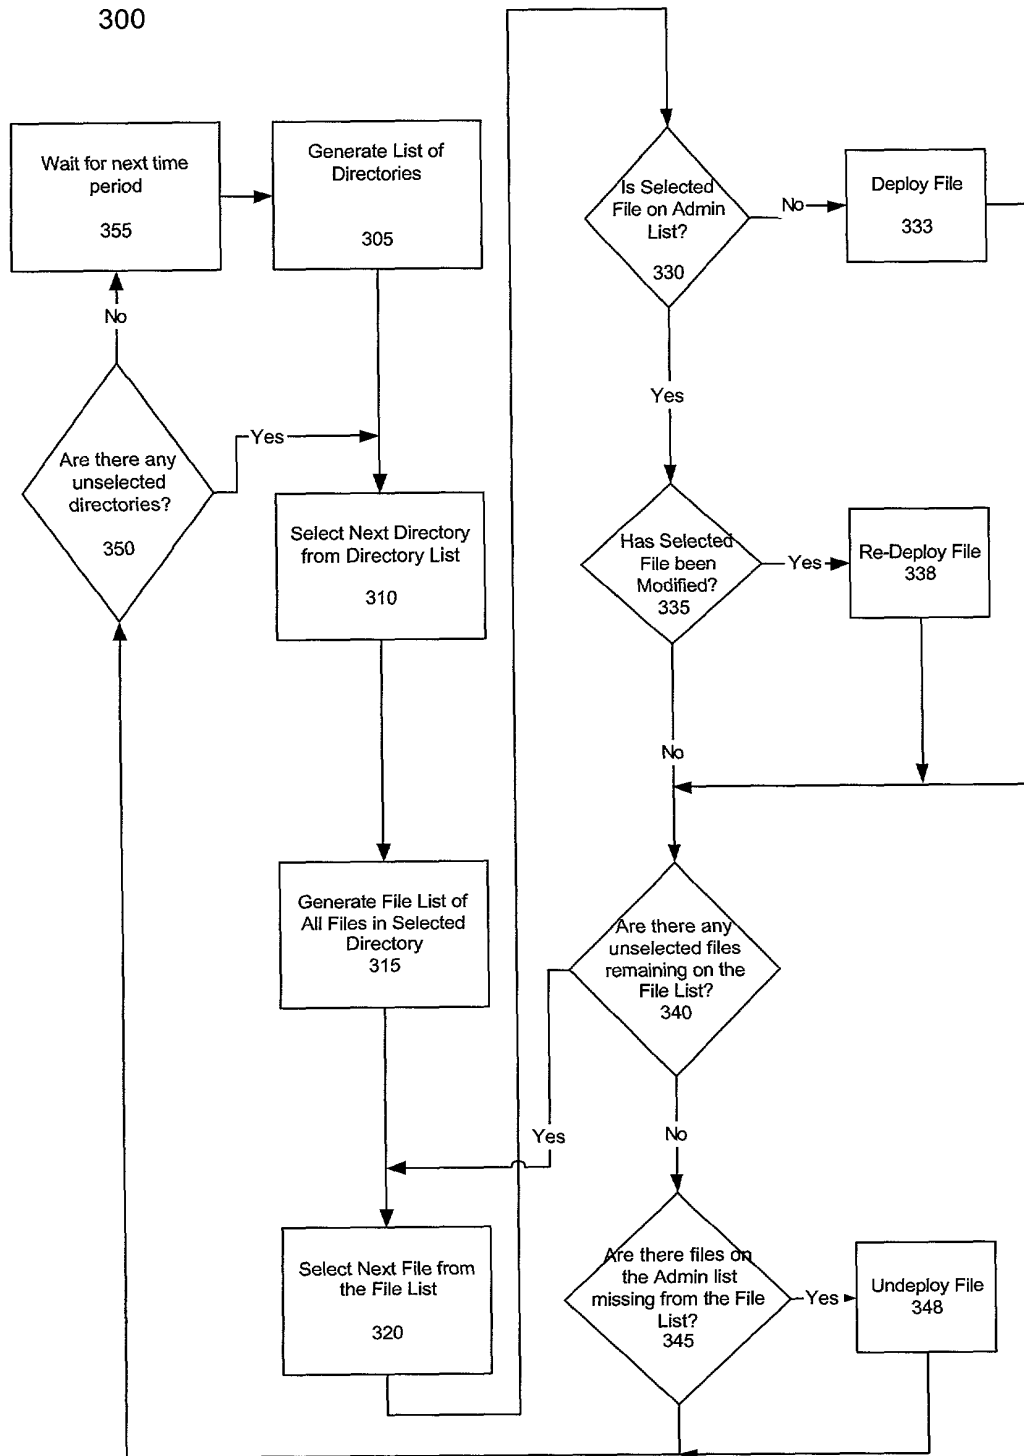 300
Wait for next time
period
355
Generate List of
Directories
305
No
Are there any
unselected
directories?
350
Yes
Select Next Directory
from Directory List
310
Generate File List of
All Files in Selected
Directory
315
Select Next File from
the File List
320
Is Selected
File on Admin
List?
330
No
Deploy File
333
Yes
Has Selected
File been
Modified?
335
Yes
Re-Deploy File
338
No
Are there any
unselected files
remaining on the
File List?
340
Yes
No
Are there files on
the Admin list
missing from the File
List?
345
Yes
Undeploy File
348